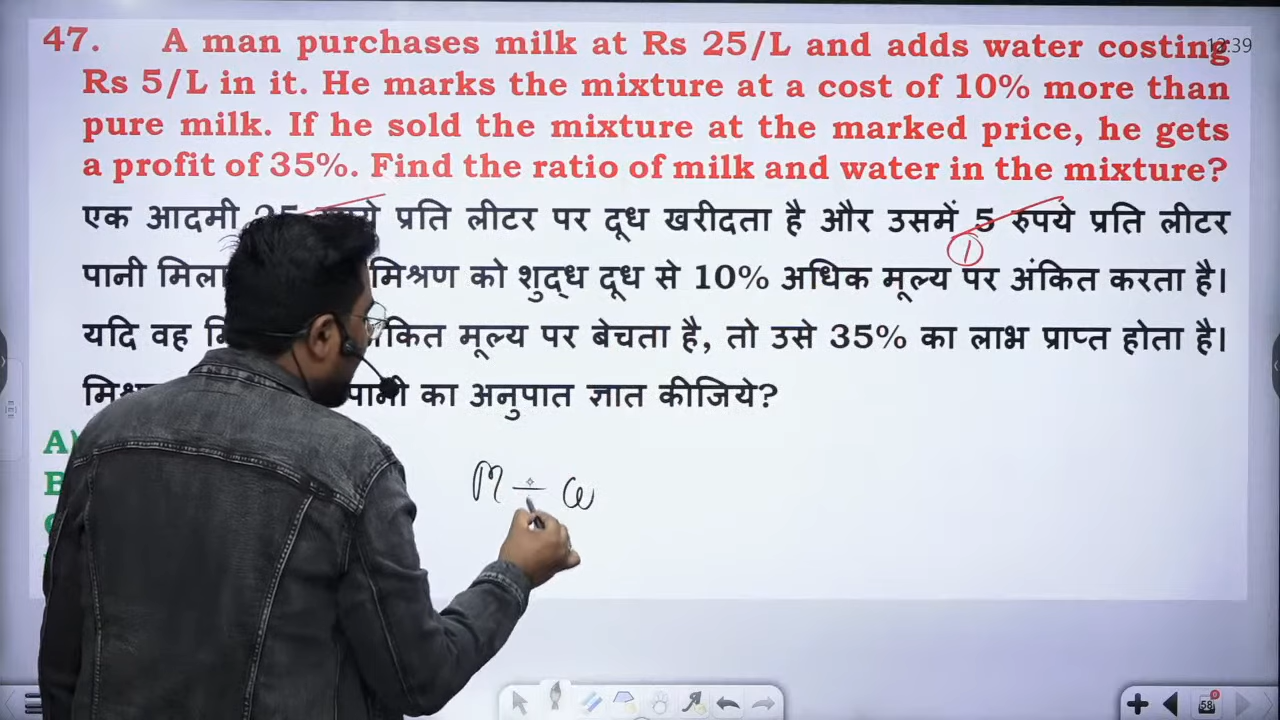 47. A man purchases milk at Rs 25/L and adds water costing
12:39
Rs 5/L in it. He marks the mixture at a cost of 10% more than
pure milk. If he sold the mixture at the marked price, he gets
a profit of 35%. Find the ratio of milk and water in the mixture?
एक आदमी प्रति लीटर पर दूध खरीदता है और उसमें 5 रुपये प्रति लीटर
1
पानी मिला मिश्रण को शुद्ध दूध से 10% अधिक मूल्य पर अंकित करता है।
यदि वह मूल्य पर बेचता है, तो उसे 35% का लाभ प्राप्त होता है।
पानी का अनुपात ज्ञात कीजिये?
A)
B
M ÷ W
58